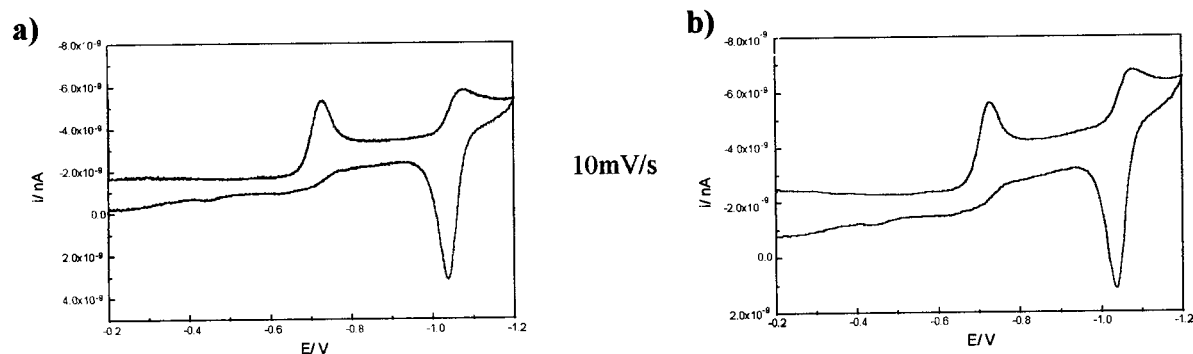 a)
-8.0x10⁻⁹
-6.0x10⁻⁹
-4.0x10⁻⁹
-2.0x10⁻⁹
0.0
2.0x10⁻⁹
4.0x10⁻⁹
i/ nA
-0.2
-0.4
-0.6
-0.8
-1.0
-1.2
E/ V
10mV/s
b)
-8.0x10⁻⁹
-6.0x10⁻⁹
-4.0x10⁻⁹
-2.0x10⁻⁹
0.0
2.0x10⁻⁹
i/ nA
-0.2
-0.4
-0.6
-0.8
-1.0
-1.2
E/ V